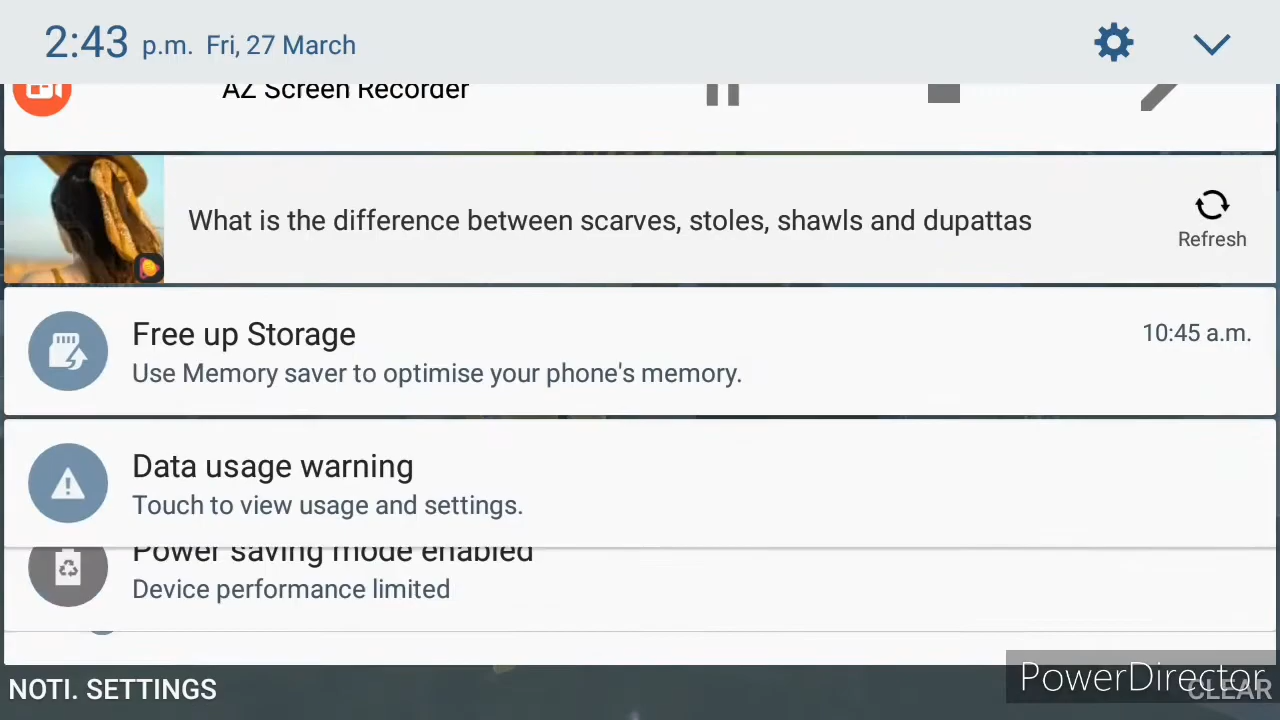 2:43 p.m. Fri, 27 March
AZ Screen Recorder
What is the difference between scarves, stoles, shawls and dupattas
Refresh
Free up Storage
10:45 a.m.
Use Memory saver to optimise your phone's memory.
Data usage warning
Touch to view usage and settings.
Power saving mode enabled
Device performance limited
NOTI. SETTINGS
CLEAR
PowerDirector